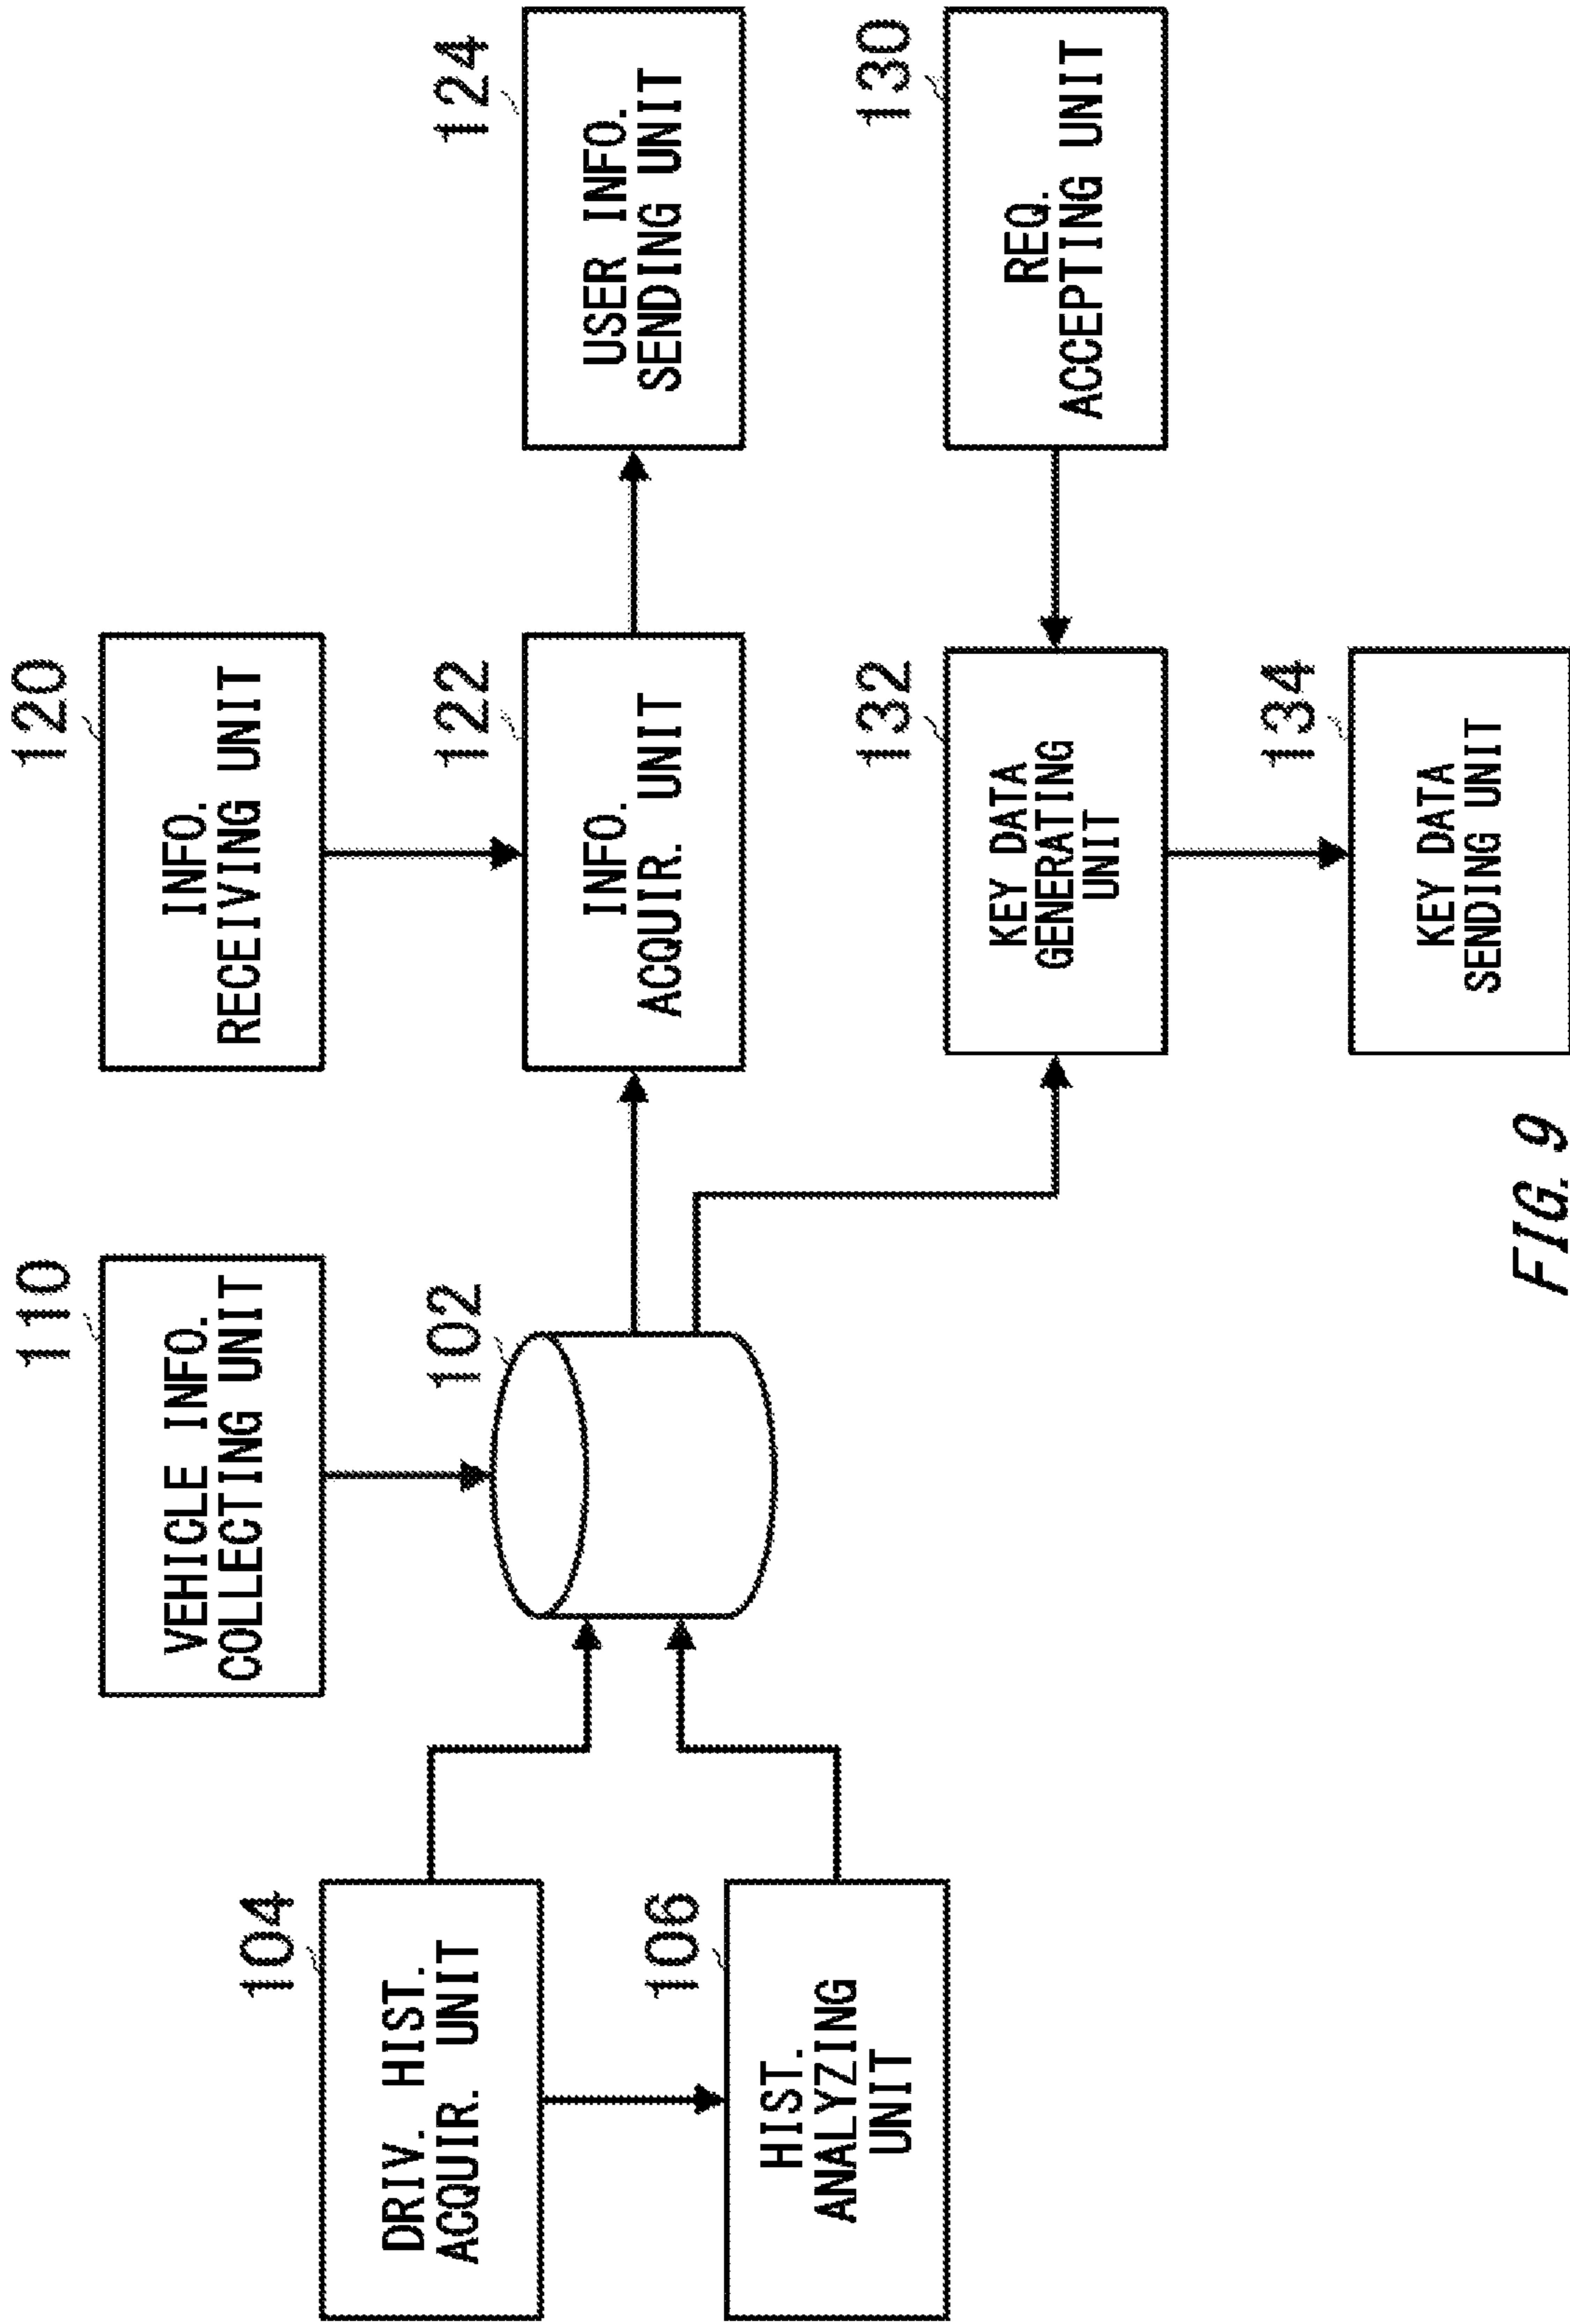 110
VEHICLE INFO.
COLLECTING UNIT
120
INFO.
RECEIVING UNIT
104
DRIV. HIST.
ACQUIR. UNIT
102
122
INFO.
ACQUIR. UNIT
124
USER INFO.
SENDING UNIT
106
HIST.
ANALYZING
UNIT
132
KEY DATA
GENERATING
UNIT
130
REQ.
ACCEPTING UNIT
134
KEY DATA
SENDING UNIT
FIG. 9